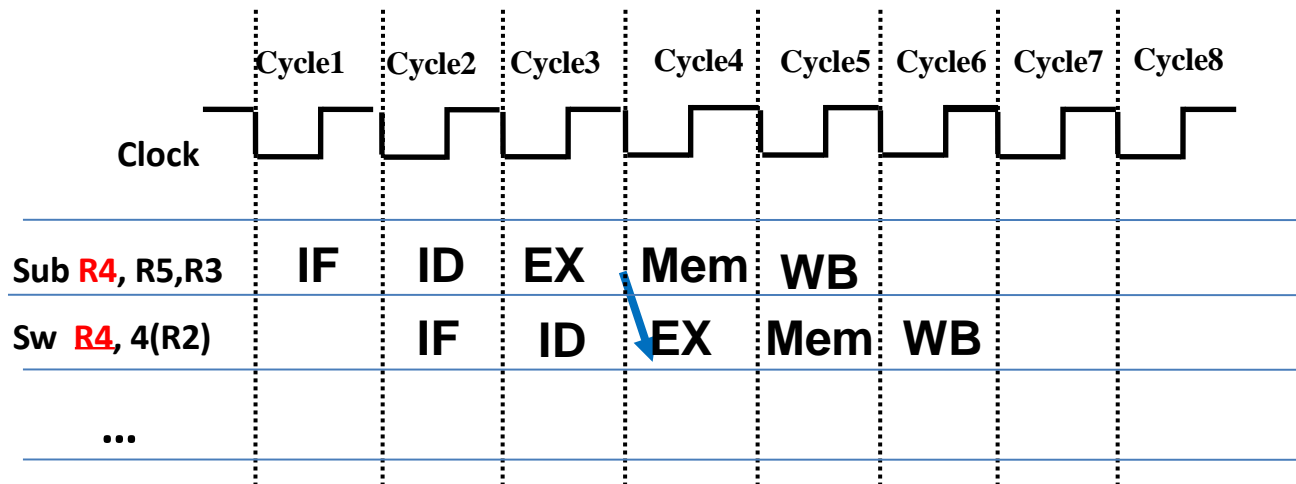 Cycle1 Cycle2 Cycle3 Cycle4 Cycle5 Cycle6 Cycle7 Cycle8
Clock
Sub R4, R5,R3 IF ID EX Mem WB
Sw R4, 4(R2) IF ID EX Mem WB
...